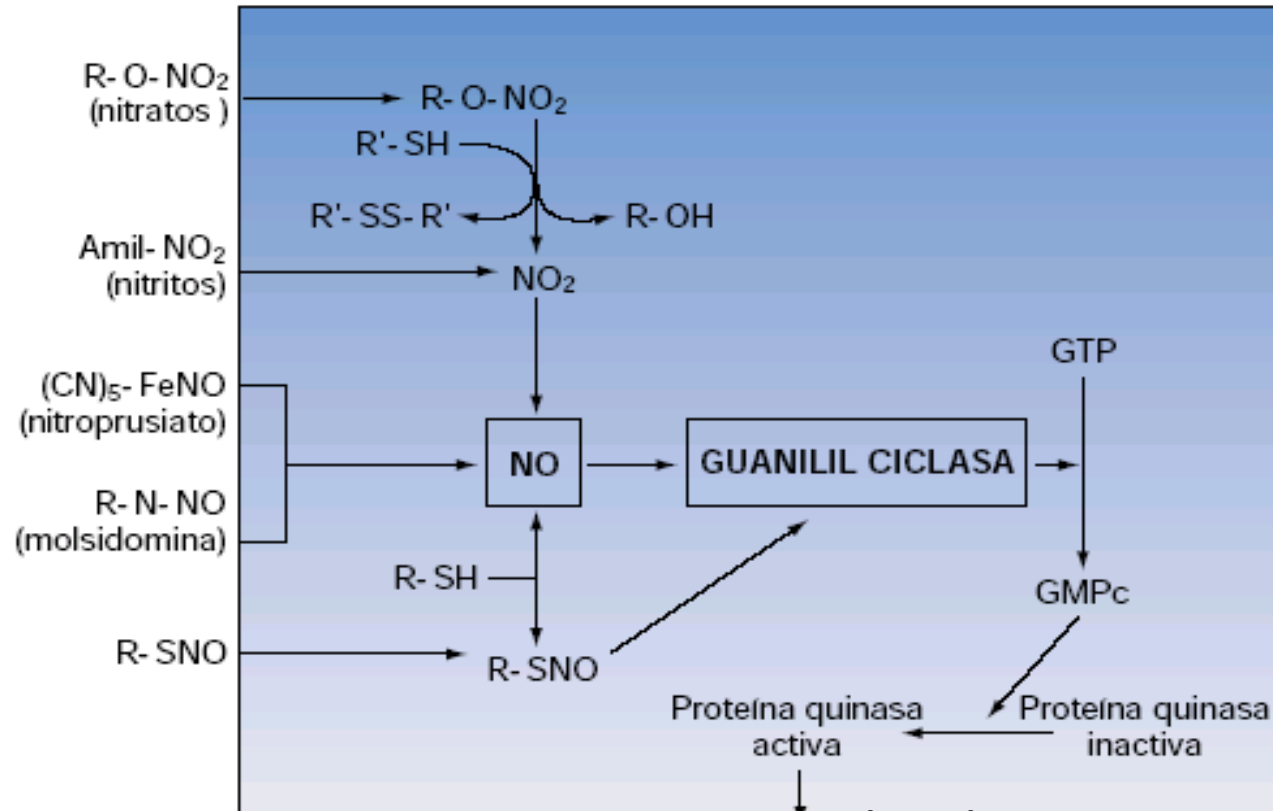 R- O- NO₂
(nitratos )
R- O- NO₂
R'- SH
R'- SS- R'
R- OH
Amil- NO₂
(nitritos)
NO₂
(CN)₅- FeNO
(nitroprusiato)
GTP
NO
GUANILIL CICLASA
R- N- NO
(molsidomina)
R- SH
GMPc
R- SNO
R- SNO
Proteína quinasa
activa
Proteína quinasa
inactiva